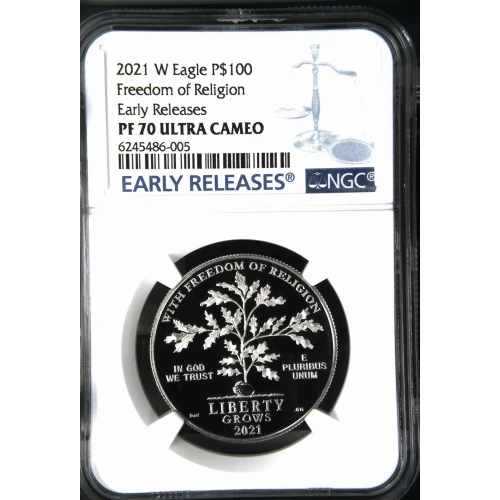 2021 W Eagle P$100
Freedom of Religion
Early Releases
PF 70 ULTRA CAMEO
6245486-005
EARLY RELEASES®
NGC®
WITH FREEDOM OF RELIGION
IN GOD
WE TRUST
E
PLURIBUS
UNUM
LIBERTY
GROWS
2021